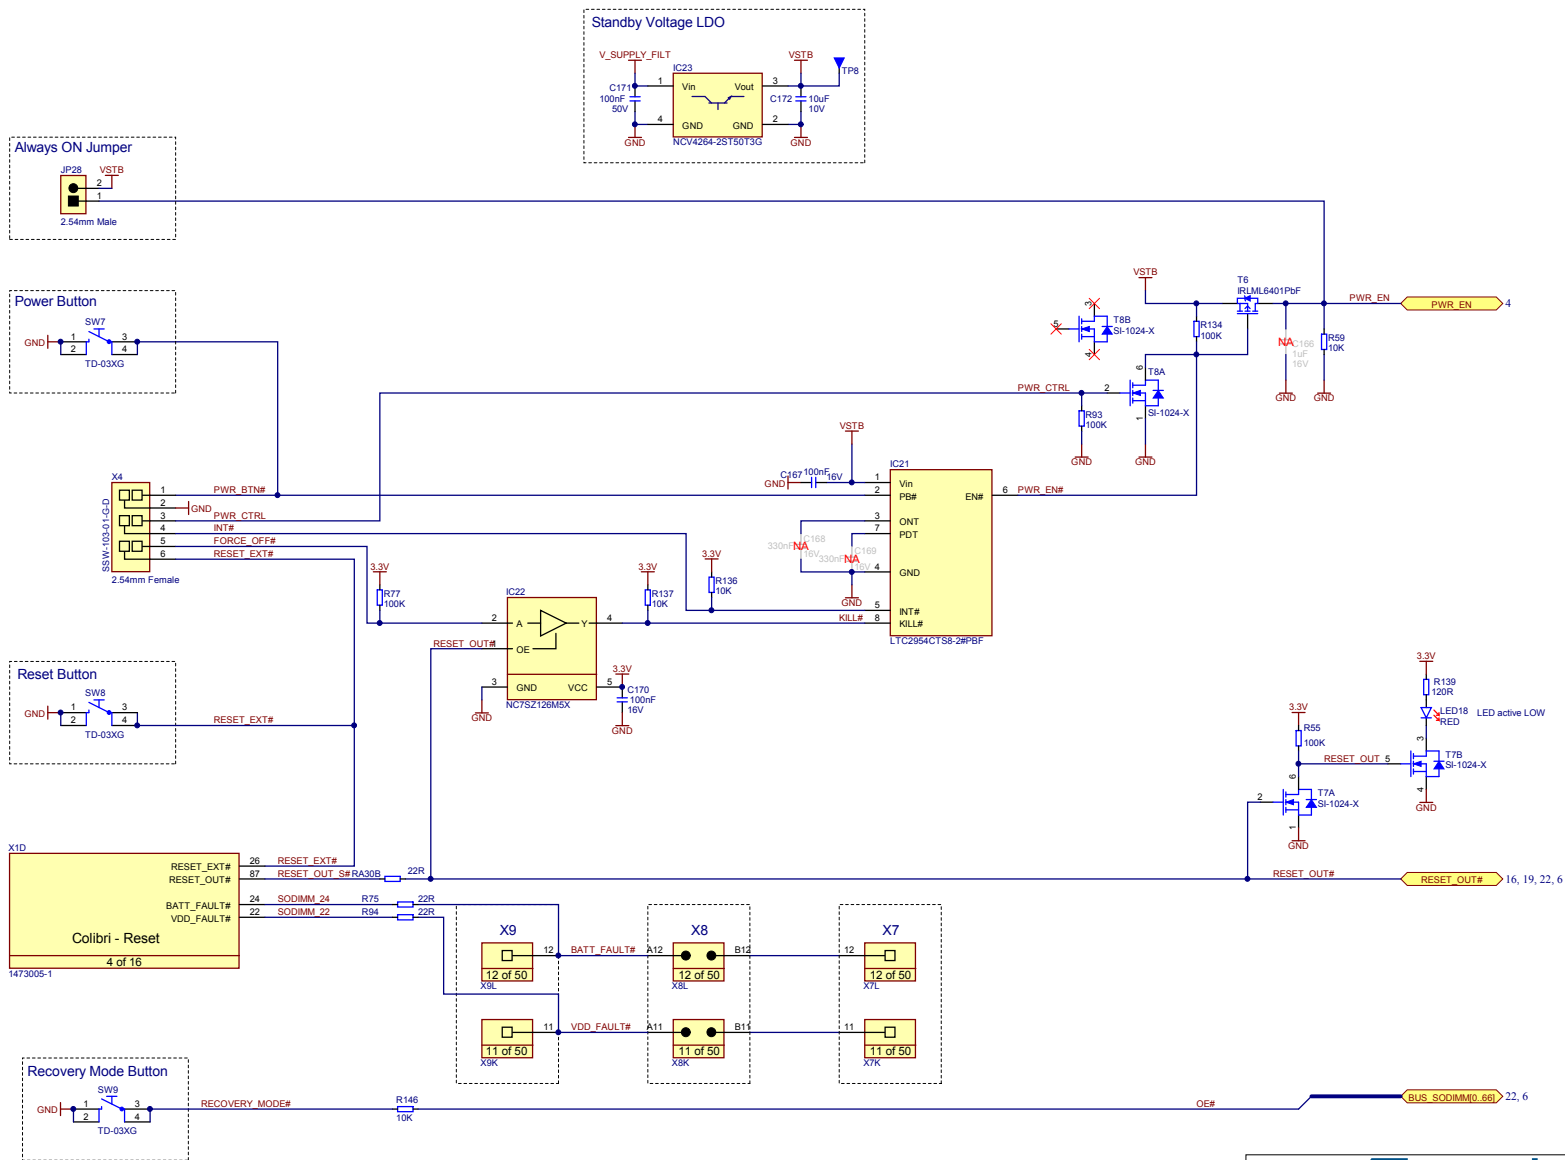 Standby Voltage LDO
V_SUPPLY_FILT
VSTB
TP8
IC23
C171
100nF
50V
1
Vin
Vout
3
C172
10uF
10V
4
GND
GND
2
GND
GND
NCV4264-2ST50T3G
Always ON Jumper
JP28
VSTB
2
1
2.54mm Male
Power Button
SW7
GND
1
2
3
4
TD-03XG
VSTB
T6
IRLML6401PbF
PWR_EN
PWR_EN
4
3
5
4
T8B
SI-1024-X
R134
100K
NA
C166
1uF
16V
R59
10K
GND
GND
PWR_CTRL
2
6
1
T8A
SI-1024-X
R93
100K
GND
GND
VSTB
C167
100nF
16V
GND
IC21
1
Vin
2
PB#
EN#
6
PWR_EN#
3
ONT
7
PDT
4
GND
5
INT#
8
KILL#
LTC2954CTS8-2#PBF
330nF
NA
C168
16V
330nF
NA
C169
16V
GND
X4
SSW-103-01-G-D
1
PWR_BTN#
2
GND
3
PWR_CTRL
4
INT#
5
FORCE_OFF#
6
RESET_EXT#
2.54mm Female
3.3V
R77
100K
IC22
2
A
Y
4
RESET_OUT#
1
OE
3
GND
VCC
5
GND
NC7SZ126M5X
3.3V
R137
10K
3.3V
R136
10K
KILL#
3.3V
C170
100nF
16V
GND
Reset Button
SW8
GND
1
2
3
4
TD-03XG
RESET_EXT#
3.3V
R139
120R
LED18
RED
LED active LOW
3.3V
R55
100K
RESET_OUT
5
3
4
T7B
SI-1024-X
GND
2
6
1
T7A
SI-1024-X
GND
X1D
RESET_EXT#
26
RESET_EXT#
RESET_OUT#
87
RESET_OUT_S#
RA30B
22R
RESET_OUT#
RESET_OUT#
16, 19, 22, 6
BATT_FAULT#
24
SODIMM_24
R75
22R
VDD_FAULT#
22
SODIMM_22
R94
22R
Colibri - Reset
4 of 16
1473005-1
X9
X8
X7
12
BATT_FAULT#
A12
B12
12
12 of 50
12 of 50
12 of 50
X9L
X8L
X7L
11
VDD_FAULT#
A11
B11
11
11 of 50
11 of 50
11 of 50
X9K
X8K
X7K
Recovery Mode Button
SW9
GND
1
2
3
4
TD-03XG
RECOVERY_MODE#
R146
10K
OE#
BUS_SODIMM[0..66]
22, 6